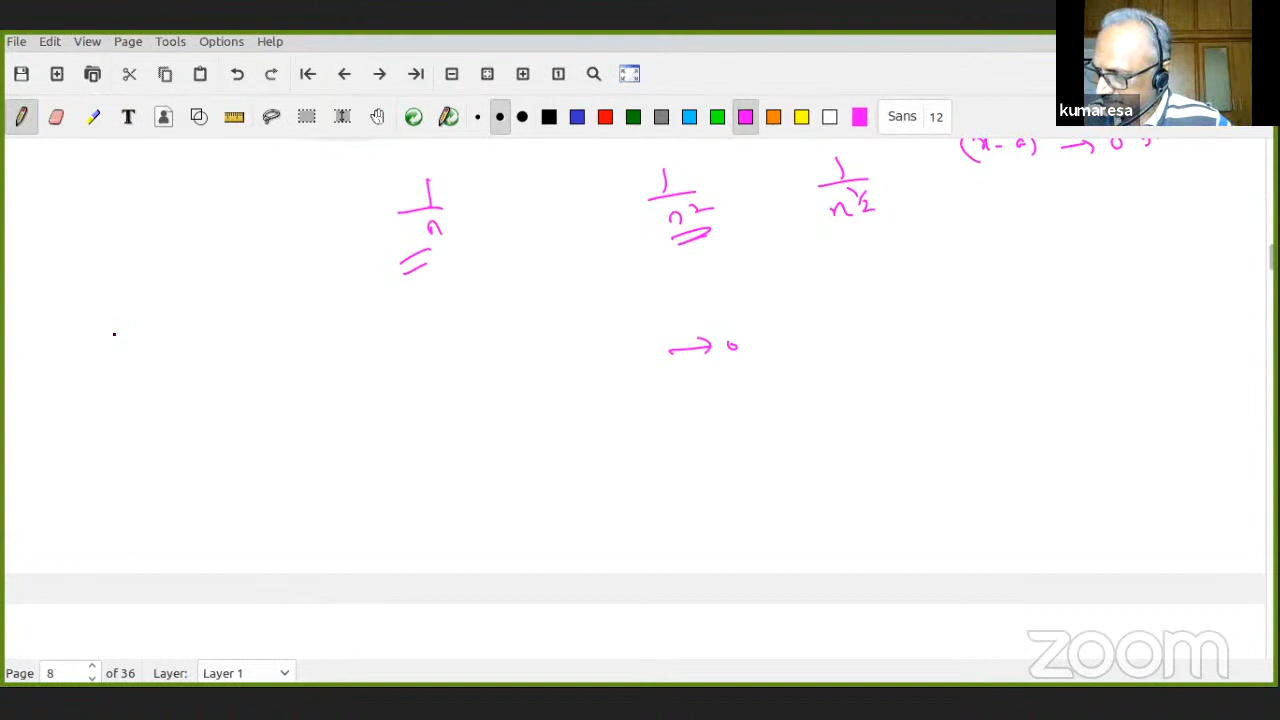 File Edit View Page Tools Options Help
Sans 12
kumaresa
(x - a) → 0
1/n 1/n² 1/n^½
→ 0
zoom
Page 8 of 36 Layer: Layer 1